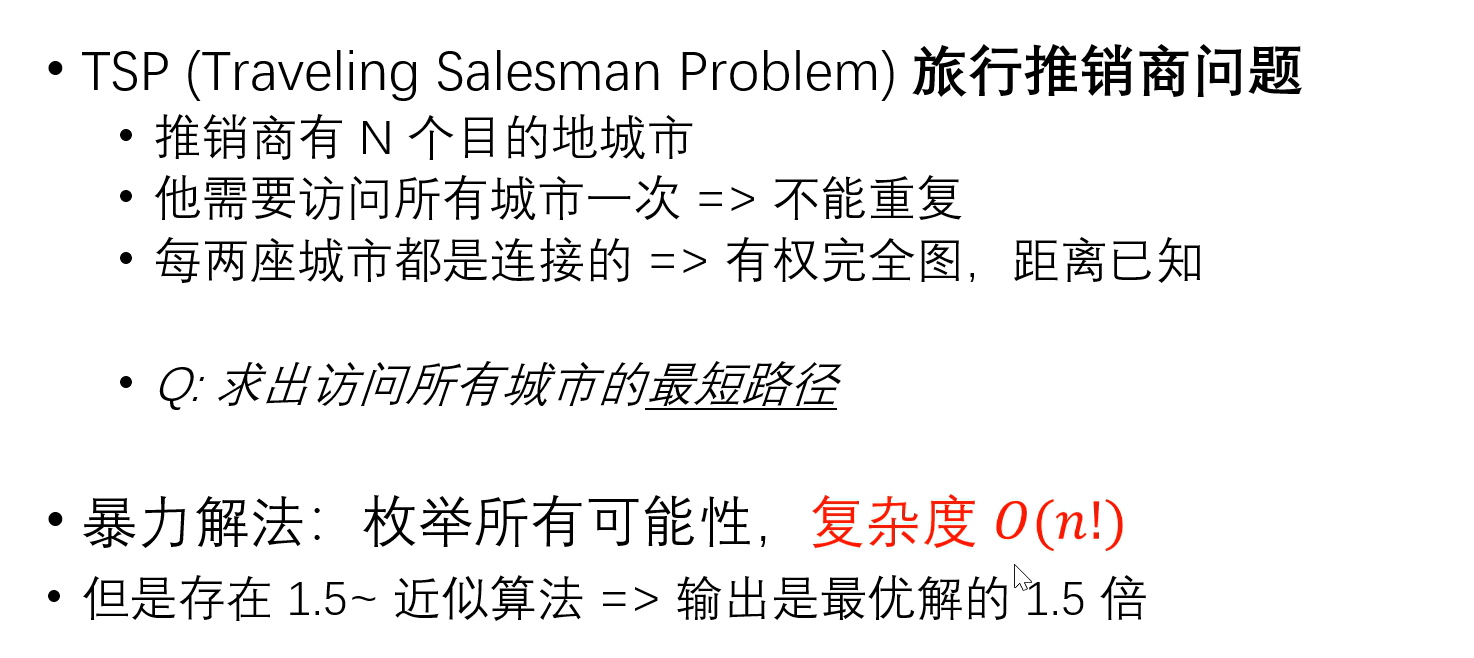 • TSP (Traveling Salesman Problem) 旅行推销商问题
• 推销商有 N 个目的地城市
• 他需要访问所有城市一次 => 不能重复
• 每两座城市都是连接的 => 有权完全图，距离已知
• Q: 求出访问所有城市的最短路径
• 暴力解法：枚举所有可能性，复杂度 O(n!)
• 但是存在 1.5~ 近似算法 => 输出是最优解的 1.5 倍